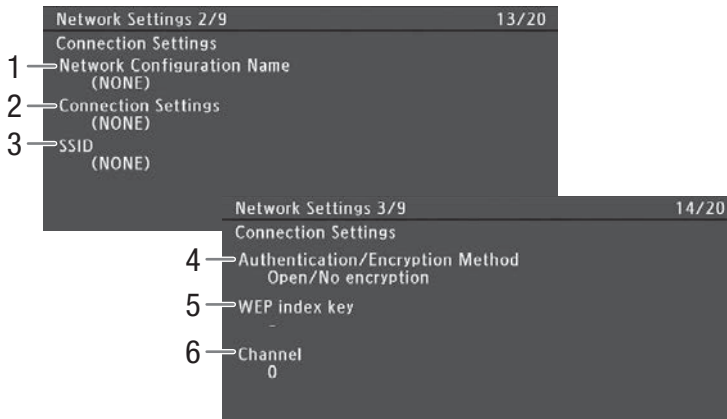 Network Settings 2/9 13/20
Connection Settings
1 Network Configuration Name
(NONE)
2 Connection Settings
(NONE)
3 SSID
(NONE)
Network Settings 3/9 14/20
Connection Settings
4 Authentication/Encryption Method
Open/No encryption
5 WEP index key
-
6 Channel
0